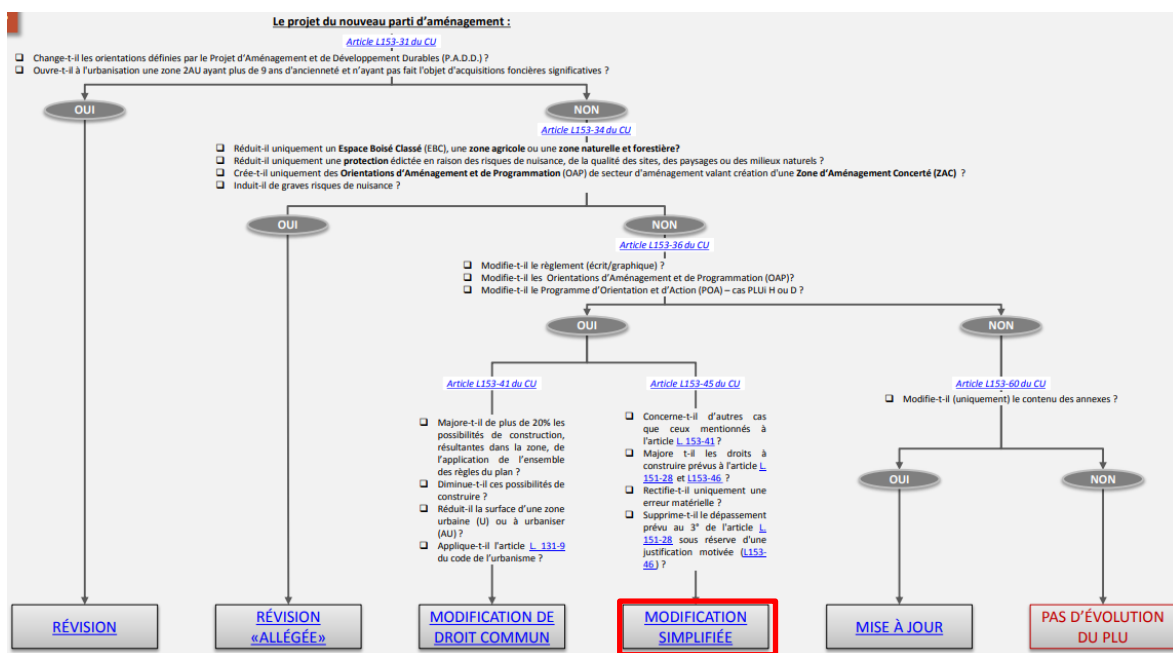 Le projet du nouveau parti d’aménagement :
Article L153-31 du CU
Change-t-il les orientations définies par le Projet d’Aménagement et de Développement Durables (P.A.D.D.) ?
Ouvre-t-il à l’urbanisation une zone 2AU ayant plus de 9 ans d’ancienneté et n’ayant pas fait l’objet d’acquisitions foncières significatives ?
OUI
NON
Article L153-34 du CU
Réduit-il uniquement un Espace Boisé Classé (EBC), une zone agricole ou une zone naturelle et forestière?
Réduit-il uniquement une protection édictée en raison des risques de nuisance, de la qualité des sites, des paysages ou des milieux naturels ?
Crée-t-il uniquement des Orientations d’Aménagement et de Programmation (OAP) de secteur d’aménagement valant création d’une Zone d’Aménagement Concerté (ZAC) ?
Induit-il de graves risques de nuisance ?
OUI
NON
Article L153-36 du CU
Modifie-t-il le règlement (écrit/graphique) ?
Modifie-t-il les Orientations d’Aménagement et de Programmation (OAP)?
Modifie-t-il le Programme d’Orientation et d’Action (POA) – cas PLUi H ou D ?
OUI
NON
Article L153-41 du CU
Majore-t-il de plus de 20% les
possibilités de construction,
résultantes dans la zone, de
l’application de l’ensemble
des règles du plan ?
Diminue-t-il ces possibilités de
construire ?
Réduit-il la surface d’une zone
urbaine (U) ou à urbaniser
(AU) ?
Applique-t-il l’article L. 131-9
du code de l’urbanisme ?
Article L153-45 du CU
Concerne-t-il d’autres cas
que ceux mentionnés à
l’article L. 153-41 ?
Majore t-il les droits à
construire prévus à l’article L.
151-28 et L153-46 ?
Rectifie-t-il uniquement une
erreur matérielle ?
Supprime-t-il le dépassement
prévu au 3° de l’article L.
151-28 sous réserve d’une
justification motivée (L153-
46 ) ?
Article L153-60 du CU
Modifie-t-il (uniquement) le contenu des annexes ?
OUI
NON
RÉVISION
RÉVISION
«ALLÉGÉE»
MODIFICATION DE
DROIT COMMUN
MODIFICATION
SIMPLIFIÉE
MISE À JOUR
PAS D’ÉVOLUTION
DU PLU